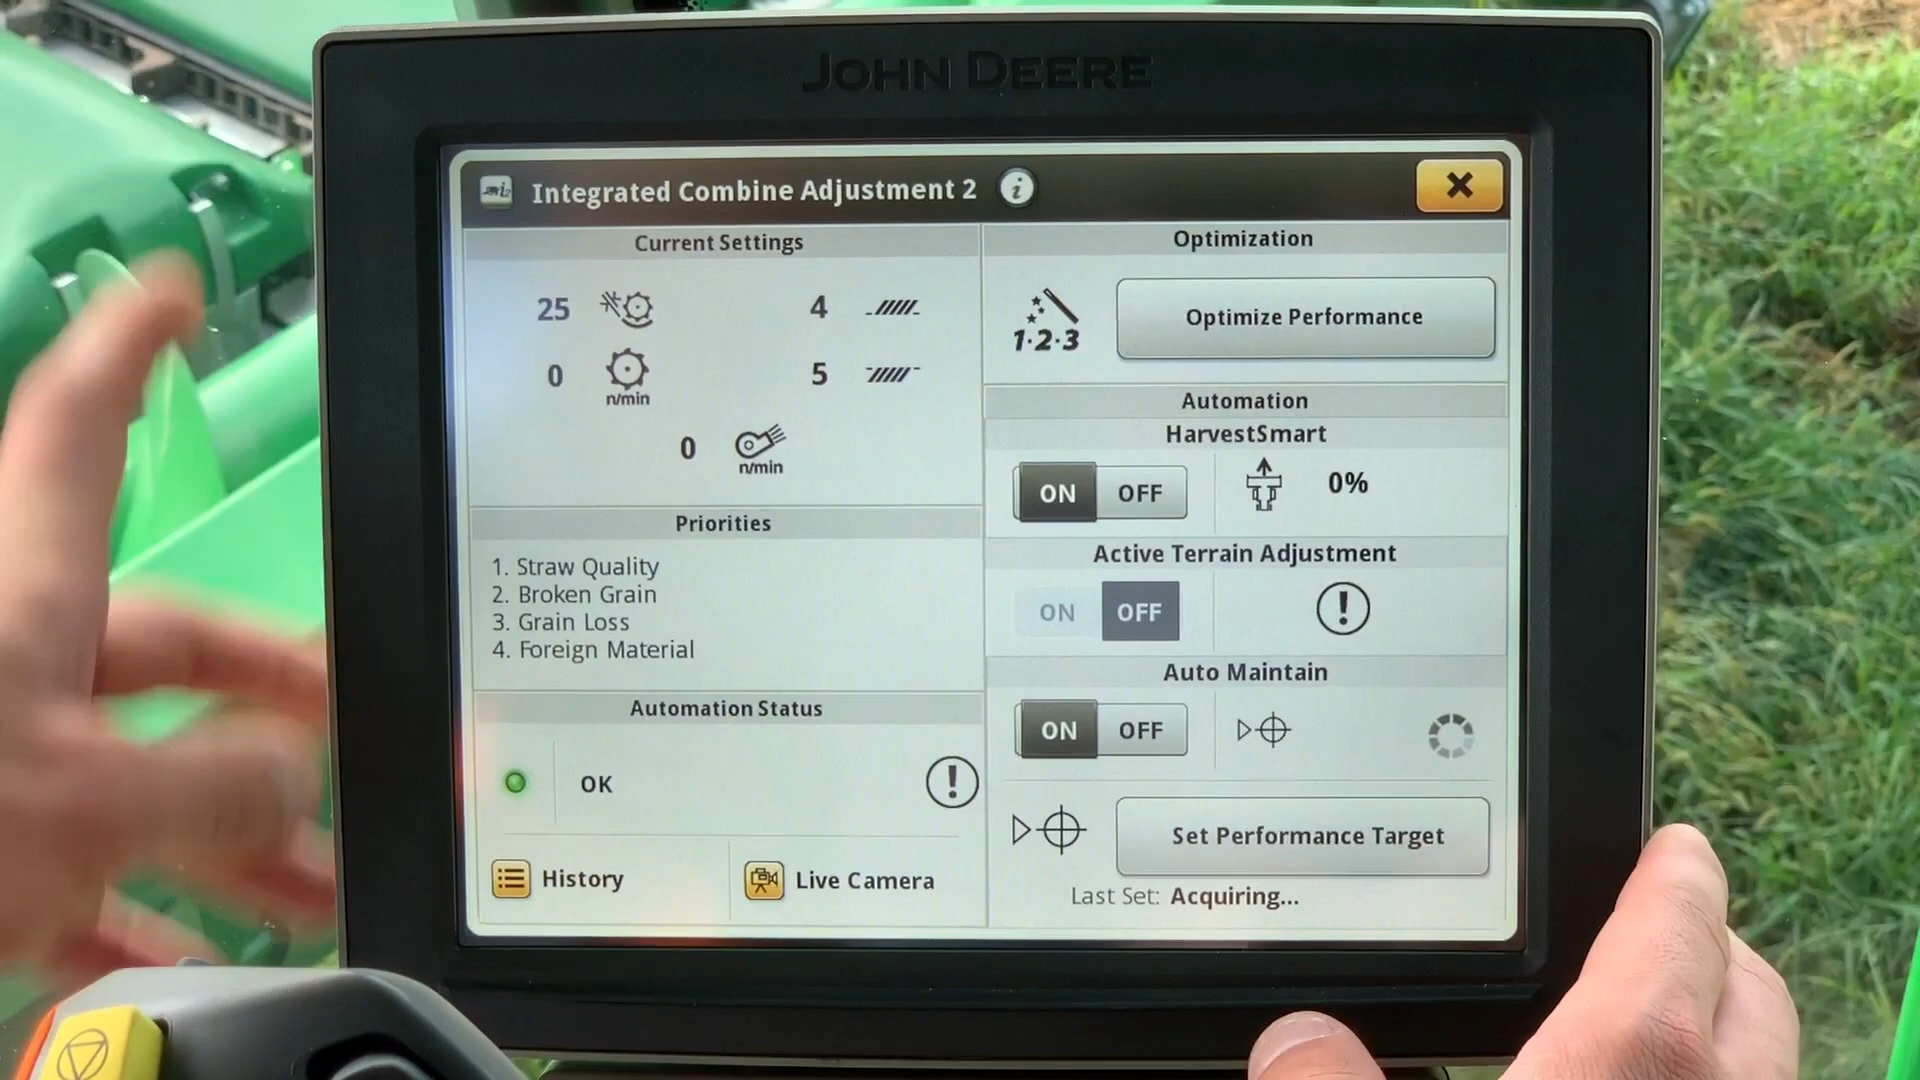 JOHN DEERE
Integrated Combine Adjustment 2
Current Settings
25
4
0
n/min
5
0
n/min
Priorities
1. Straw Quality
2. Broken Grain
3. Grain Loss
4. Foreign Material
Automation Status
OK
History
Live Camera
Optimization
1·2·3
Optimize Performance
Automation
HarvestSmart
ON OFF
0%
Active Terrain Adjustment
ON OFF
Auto Maintain
ON OFF
Set Performance Target
Last Set: Acquiring...